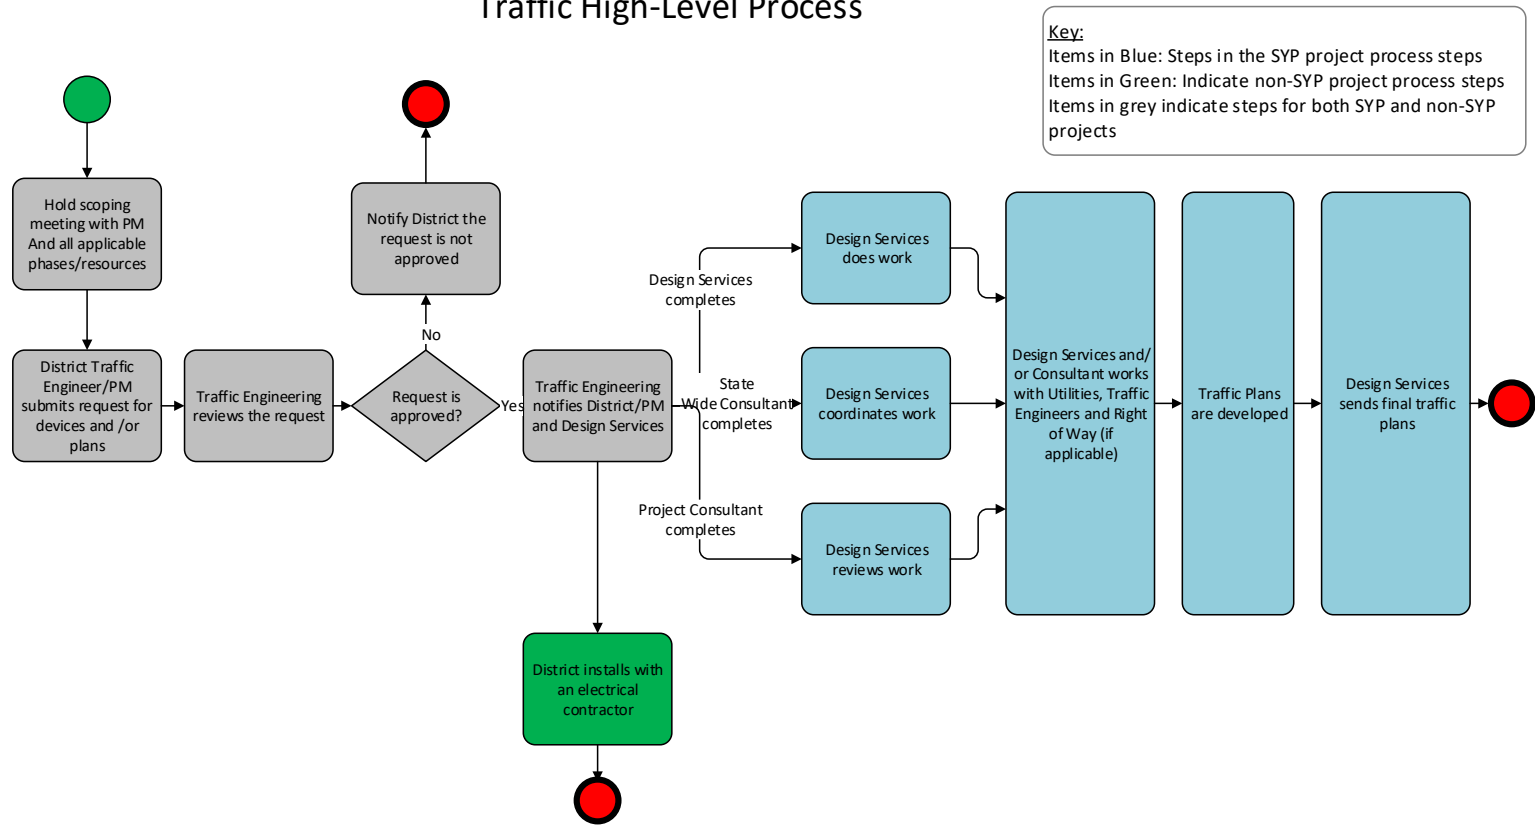 Traffic High-Level Process
Key:
Items in Blue: Steps in the SYP project process steps
Items in Green: Indicate non-SYP project process steps
Items in grey indicate steps for both SYP and non-SYP
projects
Hold scoping
meeting with PM
And all applicable
phases/resources
District Traffic
Engineer/PM
submits request for
devices and /or
plans
Traffic Engineering
reviews the request
Request is
approved?
No
Notify District the
request is not
approved
Yes
Traffic Engineering
notifies District/PM
and Design Services
District installs with
an electrical
contractor
Design Services
completes
State
Wide Consultant
completes
Project Consultant
completes
Design Services
does work
Design Services
coordinates work
Design Services
reviews work
Design Services and/
or Consultant works
with Utilities, Traffic
Engineers and Right
of Way (if
applicable)
Traffic Plans
are developed
Design Services
sends final traffic
plans